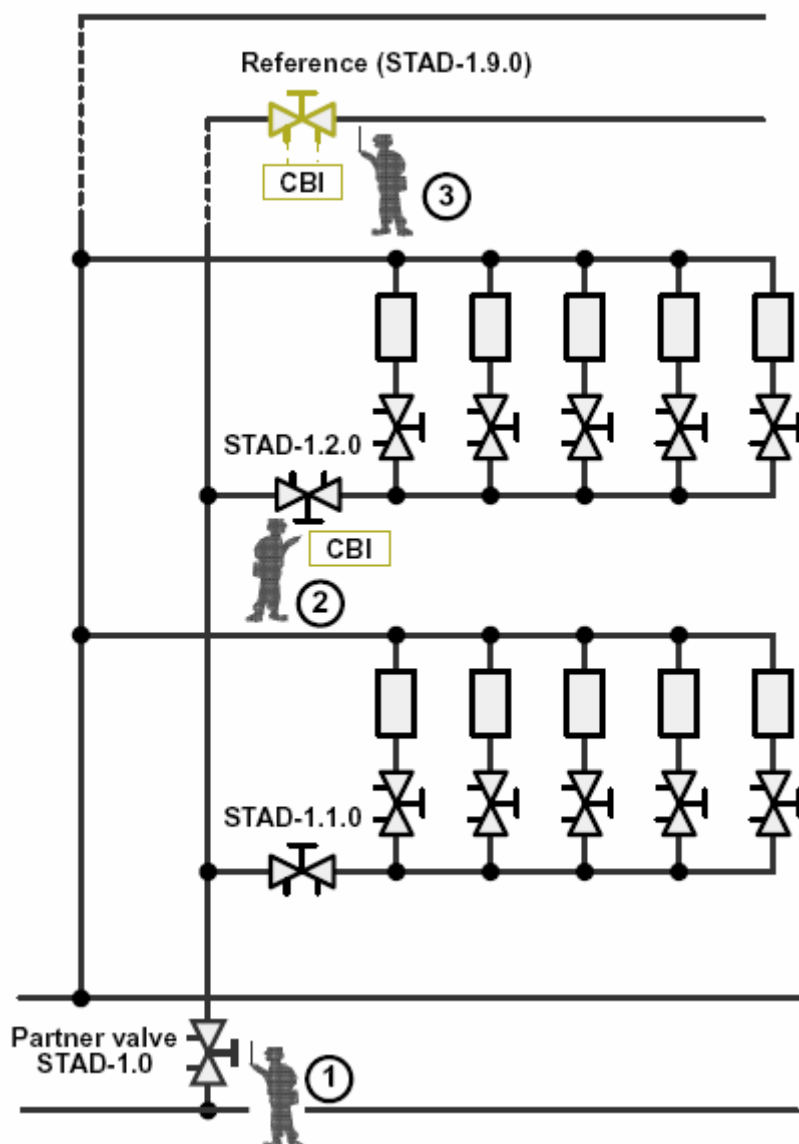 Reference (STAD-1.9.0)
CBI
3
STAD-1.2.0
CBI
2
STAD-1.1.0
Partner valve
STAD-1.0
1